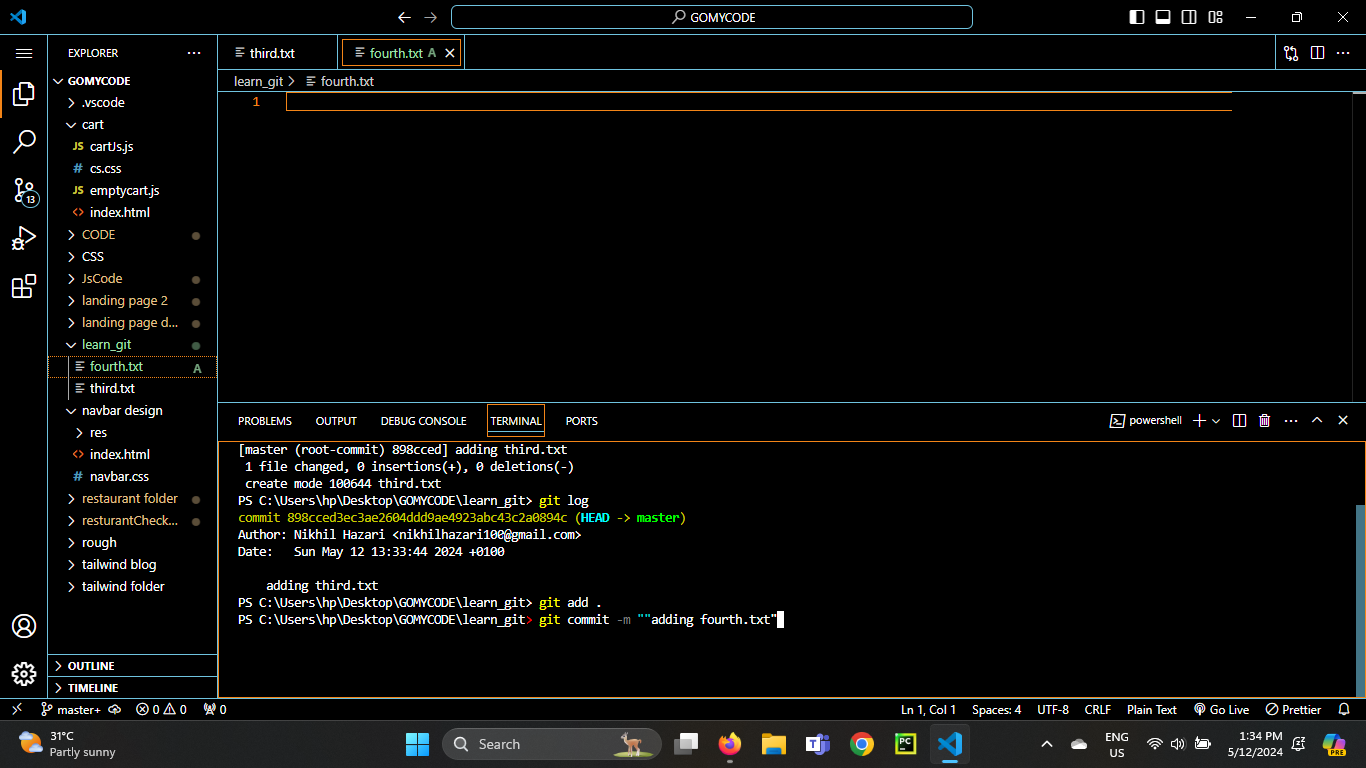 GOMYCODE
EXPLORER
GOMYCODE
.vscode
cart
JS cartJs.js
# cs.css
JS emptycart.js
<> index.html
CODE
CSS
JsCode
landing page 2
landing page d...
learn_git
fourth.txt A
third.txt
navbar design
res
<> index.html
# navbar.css
restaurant folder
resturantCheck...
rough
tailwind blog
tailwind folder
OUTLINE
TIMELINE
13
third.txt
fourth.txt A
learn_git > fourth.txt
1
PROBLEMS OUTPUT DEBUG CONSOLE TERMINAL PORTS
powershell
[master (root-commit) 898cced] adding third.txt
1 file changed, 0 insertions(+), 0 deletions(-)
create mode 100644 third.txt
PS C:\Users\hp\Desktop\GOMYCODE\learn_git> git log
commit 898cced3ec3ae2604ddd9ae4923abc43c2a0894c (HEAD -> master)
Author: Nikhil Hazari <nikhilhazari100@gmail.com>
Date:   Sun May 12 13:33:44 2024 +0100
adding third.txt
PS C:\Users\hp\Desktop\GOMYCODE\learn_git> git add .
PS C:\Users\hp\Desktop\GOMYCODE\learn_git> git commit -m ""adding fourth.txt"
master+ 0 0 0
Ln 1, Col 1 Spaces: 4 UTF-8 CRLF Plain Text Go Live Prettier
31°C
Partly sunny
Search
PC
PRE
ENG
US
1:34 PM
5/12/2024